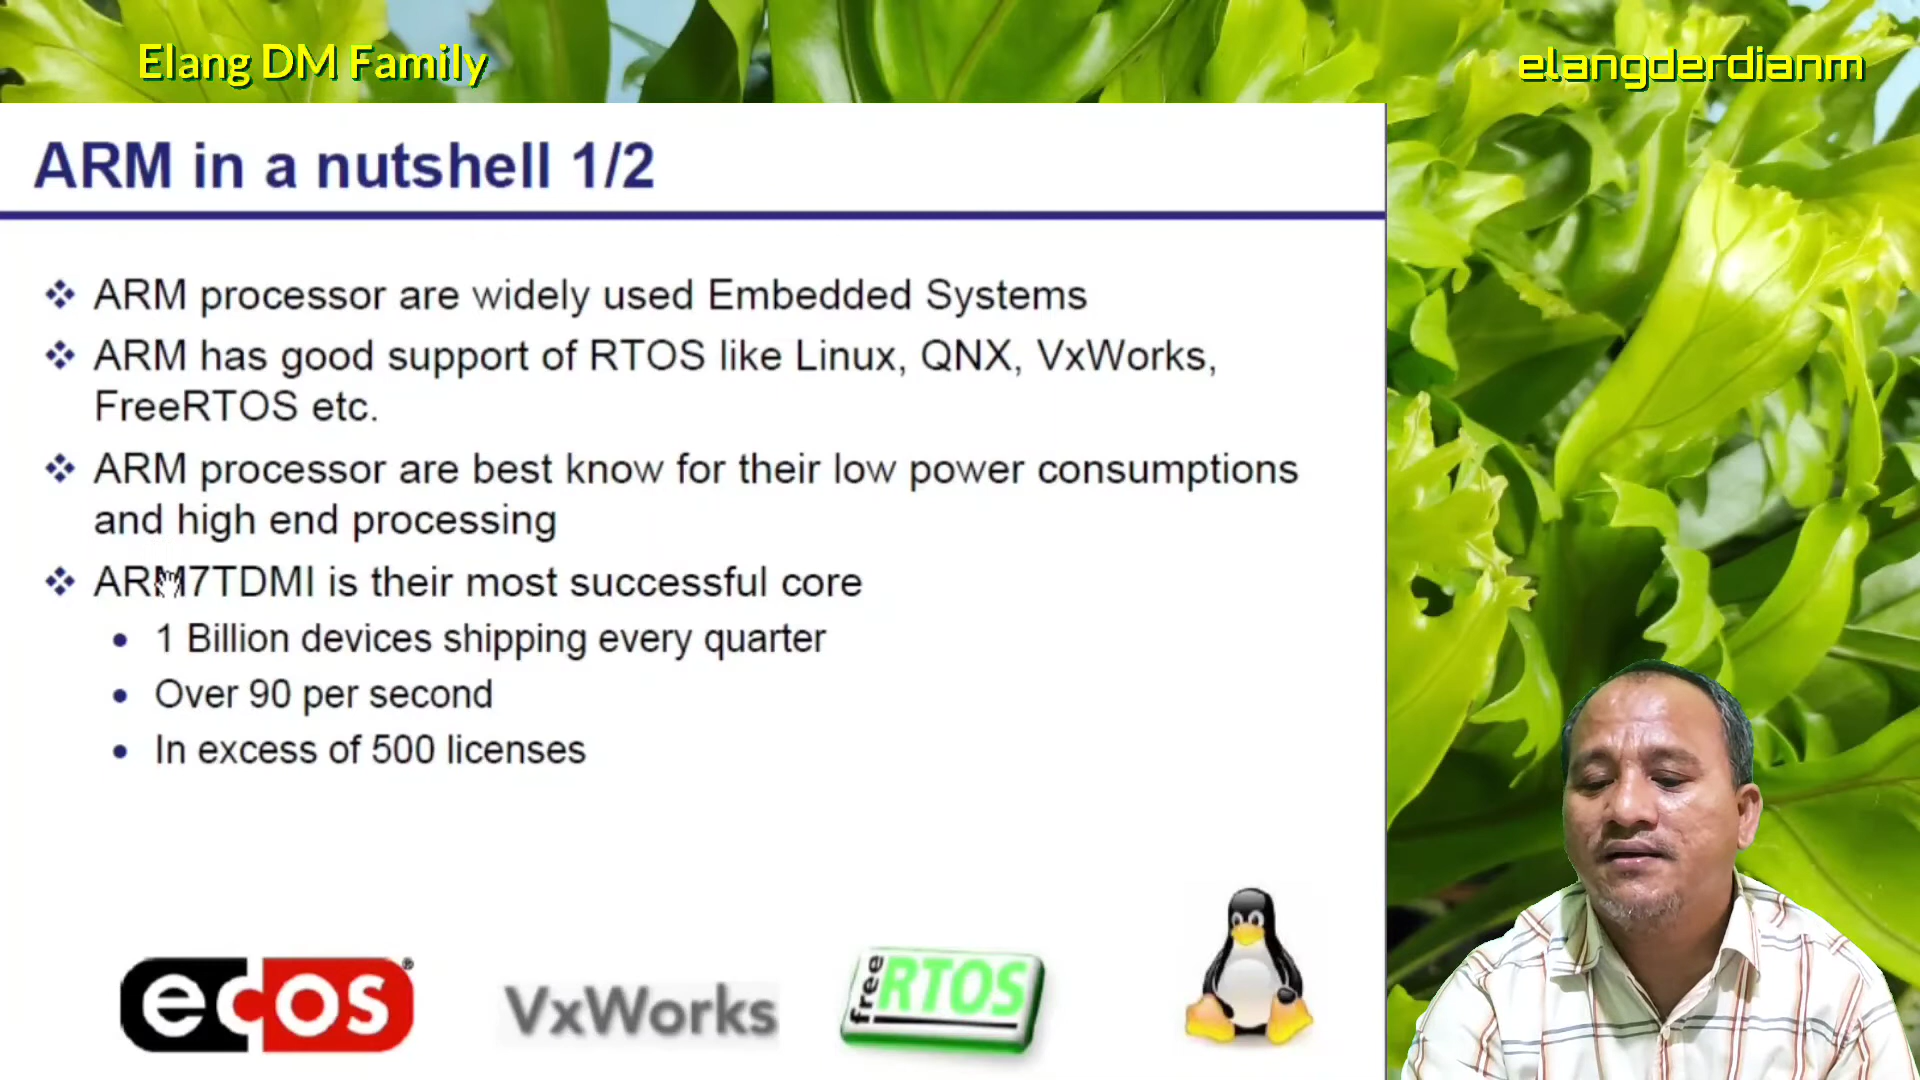 Elang DM Family
elangderdianm
ARM in a nutshell 1/2
ARM processor are widely used Embedded Systems
ARM has good support of RTOS like Linux, QNX, VxWorks,
FreeRTOS etc.
ARM processor are best know for their low power consumptions
and high end processing
ARM7TDMI is their most successful core
1 Billion devices shipping every quarter
Over 90 per second
In excess of 500 licenses
ecos®
VxWorks
free RTOS